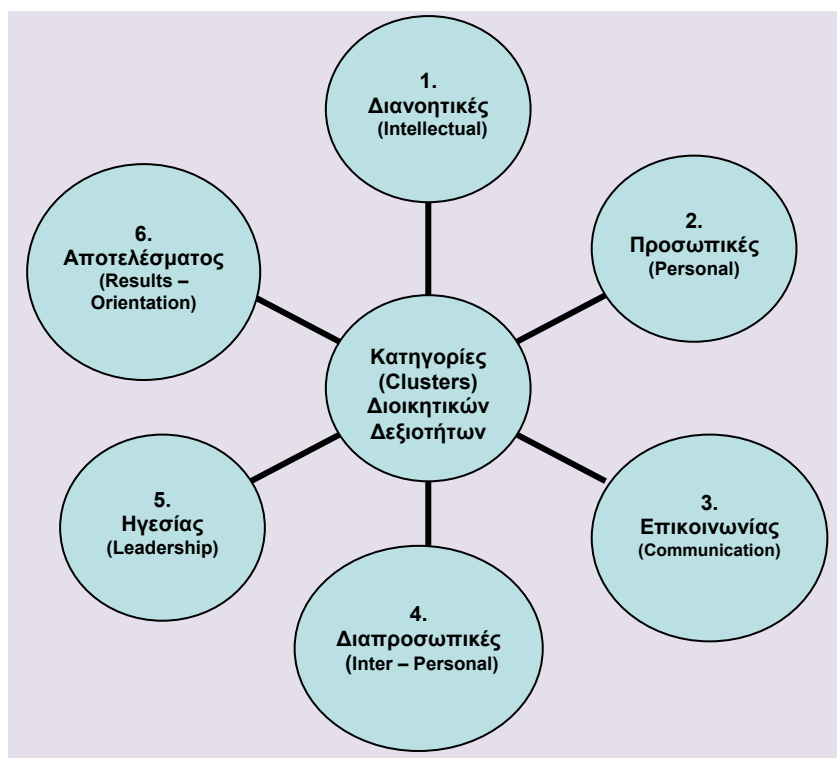 1.
Διανοητικές
(Intellectual)
2.
Προσωπικές
(Personal)
6.
Αποτελέσματος
(Results –
Orientation)
Κατηγορίες
(Clusters)
Διοικητικών
Δεξιοτήτων
5.
Ηγεσίας
(Leadership)
3.
Επικοινωνίας
(Communication)
4.
Διαπροσωπικές
(Inter – Personal)